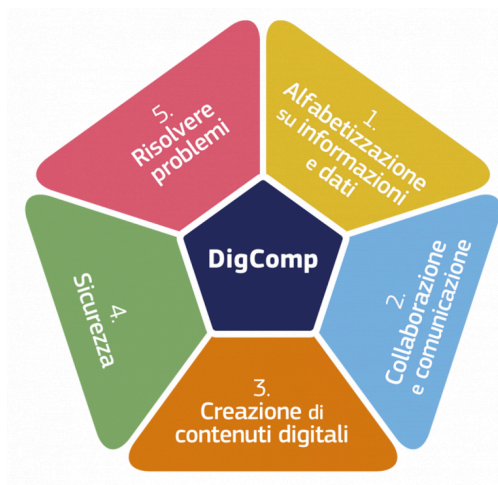 DigComp
1.
Alfabetizzazione
su informazioni
e dati
2.
Collaborazione
e comunicazione
3.
Creazione di
contenuti digitali
4.
Sicurezza
5.
Risolvere
problemi